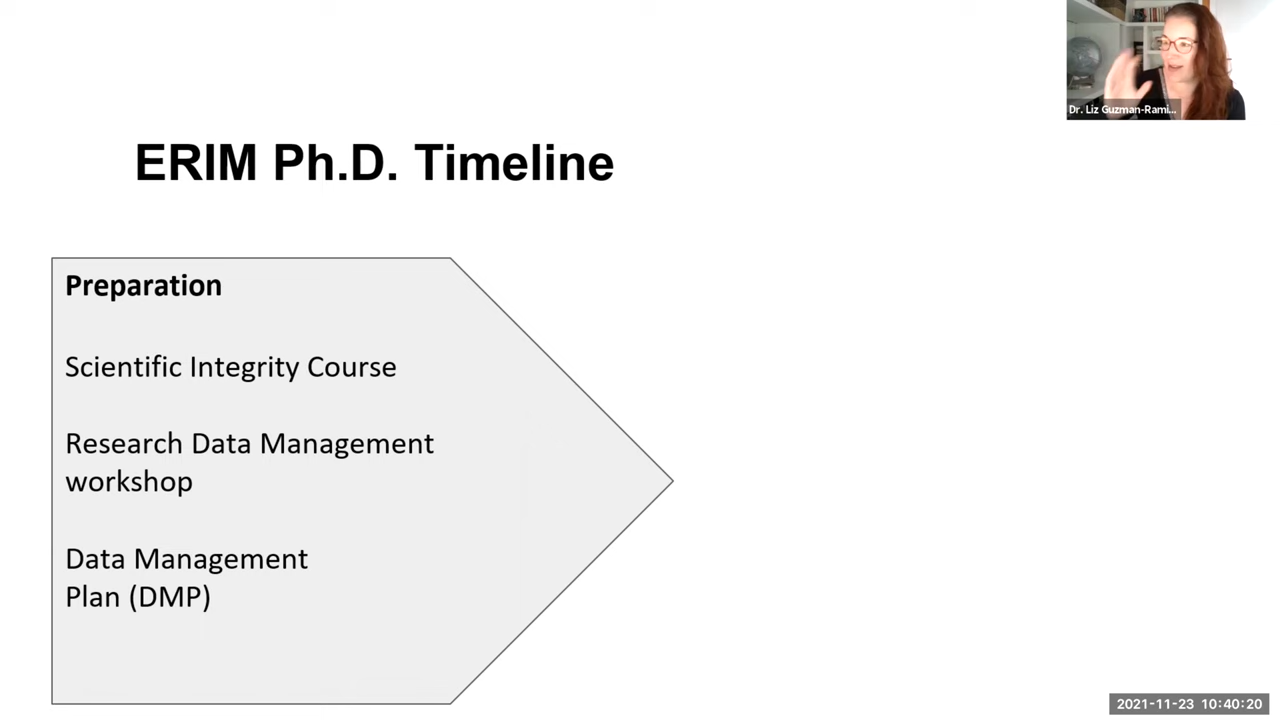 Dr. Liz Guzman-Rami...
ERIM Ph.D. Timeline
Preparation
Scientific Integrity Course
Research Data Management
workshop
Data Management
Plan (DMP)
2021-11-23 10:40:20